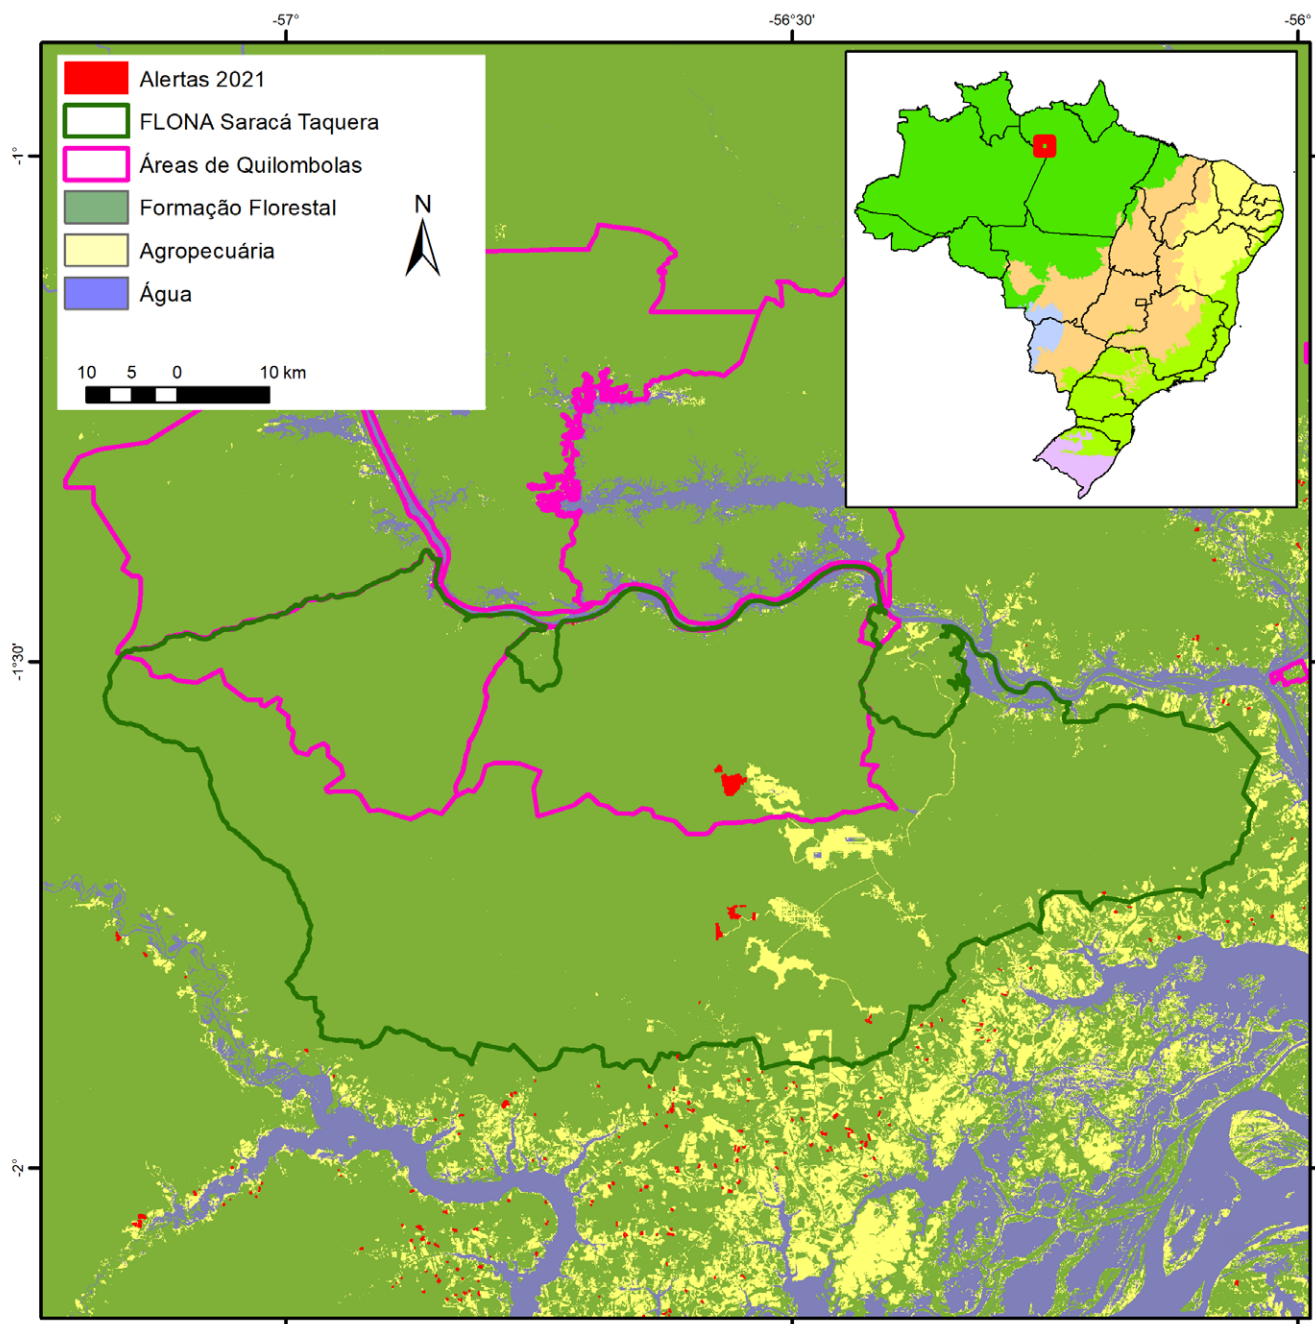 -57°
-56°30'
-56°
Alertas 2021
FLONA Saracá Taquera
Áreas de Quilombolas
Formação Florestal
Agropecuária
Água
N
10 5 0 10 km
-1°
-1°30'
-2°